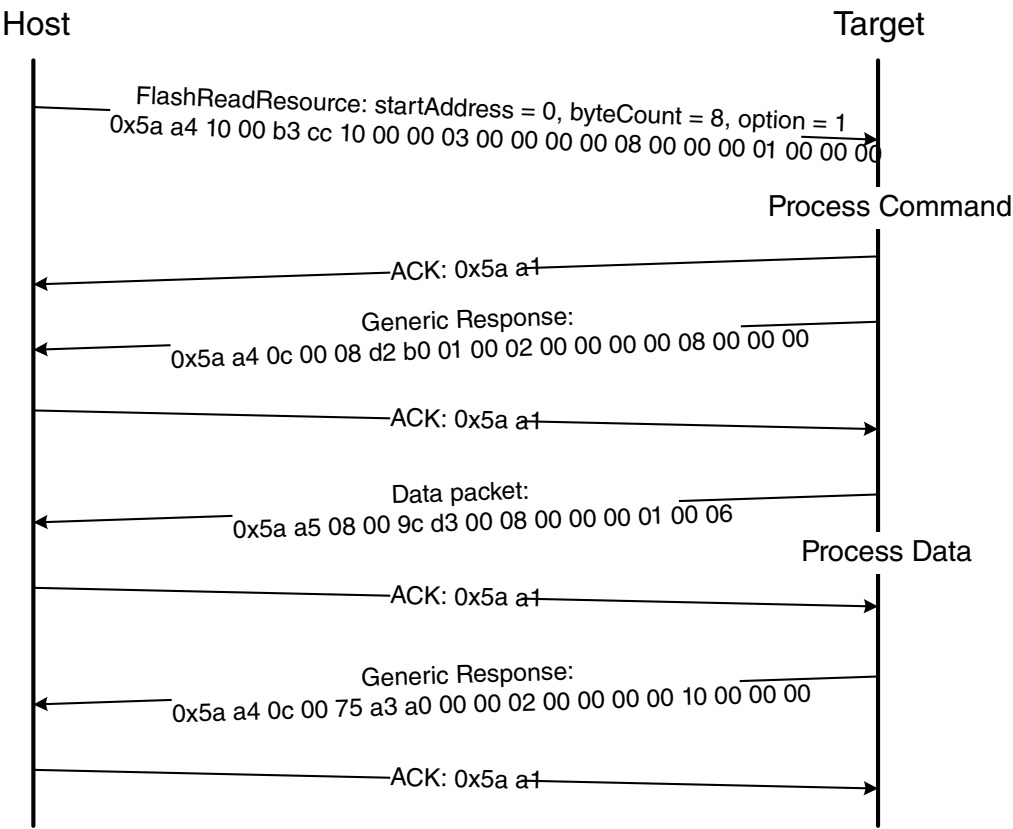 Host
Target
FlashReadResource: startAddress = 0, byteCount = 8, option = 1
0x5a a4 10 00 b3 cc 10 00 00 03 00 00 00 00 08 00 00 00 01 00 00 00
Process Command
ACK: 0x5a a1
Generic Response:
0x5a a4 0c 00 08 d2 b0 01 00 02 00 00 00 00 08 00 00 00
ACK: 0x5a a1
Data packet:
0x5a a5 08 00 9c d3 00 08 00 00 00 01 00 06
Process Data
ACK: 0x5a a1
Generic Response:
0x5a a4 0c 00 75 a3 a0 00 00 02 00 00 00 00 10 00 00 00
ACK: 0x5a a1